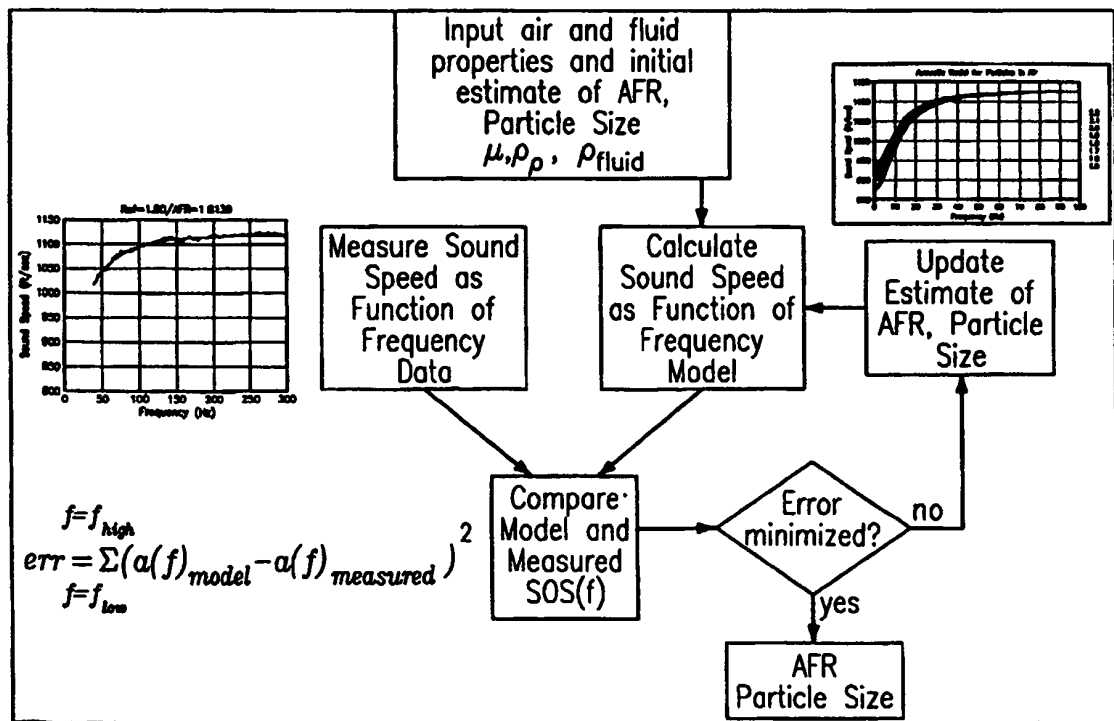 Input air and fluid
properties and initial
estimate of AFR,
Particle Size
μ,ρρ , ρfluid
Frequency (Hz)
1150
1100
1050
1000
950
900
850
800
0 50 100 150 200 250 300
Frequency (Hz)
Sound Speed (ft/sec)
Measure Sound
Speed as
Function of
Frequency
Data
Calculate
Sound Speed
as Function of
Frequency
Model
Update
Estimate of
AFR, Particle
Size
Compare
Model and
Measured
SOS(f)
Error
minimized?
no
yes
AFR
Particle Size
f=fhigh
err = Σ(a(f)model-a(f)measured)2
f=flow